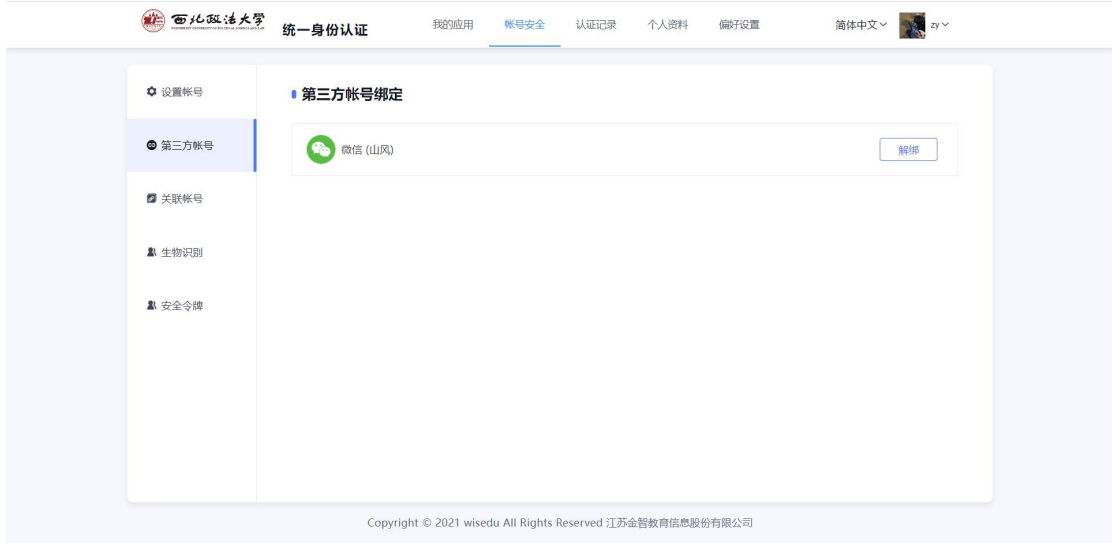 西北政法大学 统一身份认证 我的应用 帐号安全 认证记录 个人资料 偏好设置 简体中文 zy
设置帐号
第三方帐号
关联帐号
生物识别
安全令牌
第三方帐号绑定
微信 (山风) 解绑
Copyright © 2021 wisedu All Rights Reserved 江苏金智教育信息股份有限公司